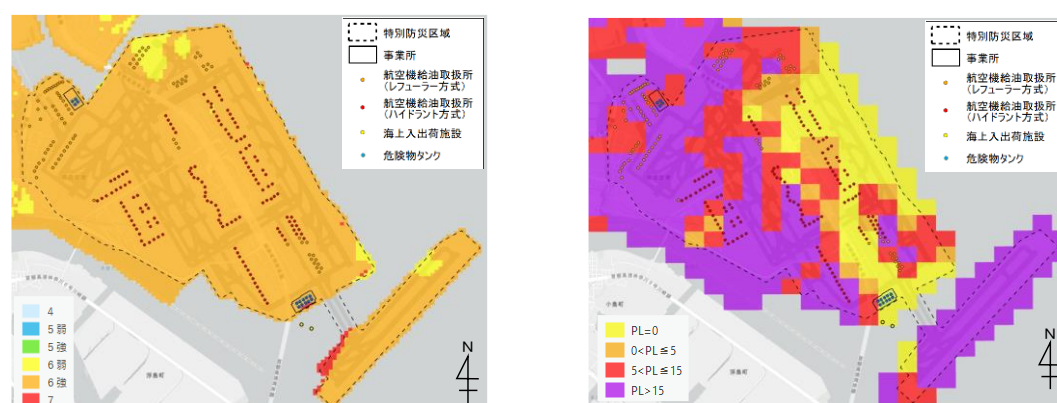 特別防災区域
事業所
航空機給油取扱所
(レフューラー方式)
航空機給油取扱所
(ハイドラント方式)
海上入出荷施設
危険物タンク
4
5弱
5強
6弱
6強
7
N
特別防災区域
事業所
航空機給油取扱所
(レフューラー方式)
航空機給油取扱所
(ハイドラント方式)
海上入出荷施設
危険物タンク
PL=0
0<PL≦5
5<PL≦15
PL>15
小島町
N